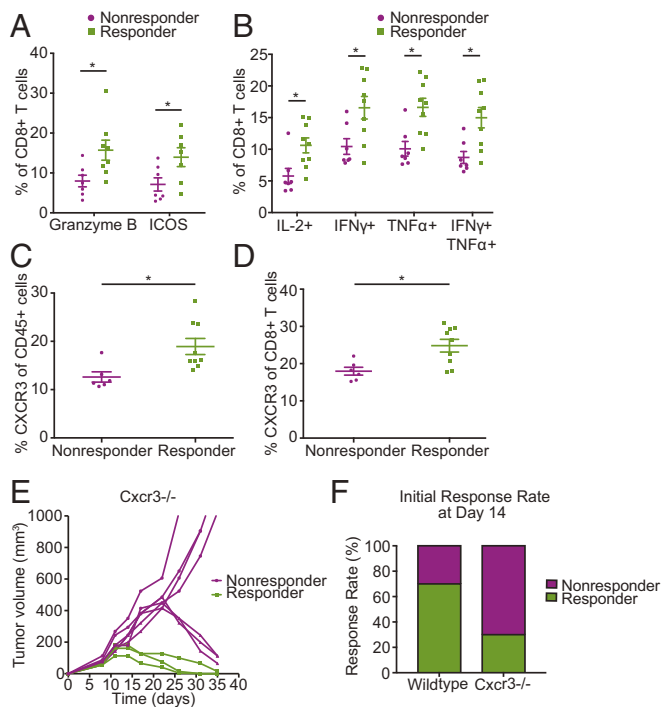 A
Nonresponder
Responder
% of CD8+ T cells
40
30
20
10
0
*
*
Granzyme B
ICOS
B
Nonresponder
Responder
% of CD8+ T cells
25
20
15
10
5
0
*
*
*
*
IL-2+
IFNγ+
TNFα+
IFNγ+
TNFα+
C
% CXCR3 of CD45+ cells
30
20
10
0
*
Nonresponder
Responder
D
% CXCR3 of CD8+ T cells
40
30
20
10
0
*
Nonresponder
Responder
E
Cxcr3-/-
Tumor volume (mm³)
1000
800
600
400
200
0
0 5 10 15 20 25 30 35 40
Time (days)
Nonresponder
Responder
F
Initial Response Rate
at Day 14
Response Rate (%)
100
80
60
40
20
0
Wildtype
Cxcr3-/-
Nonresponder
Responder